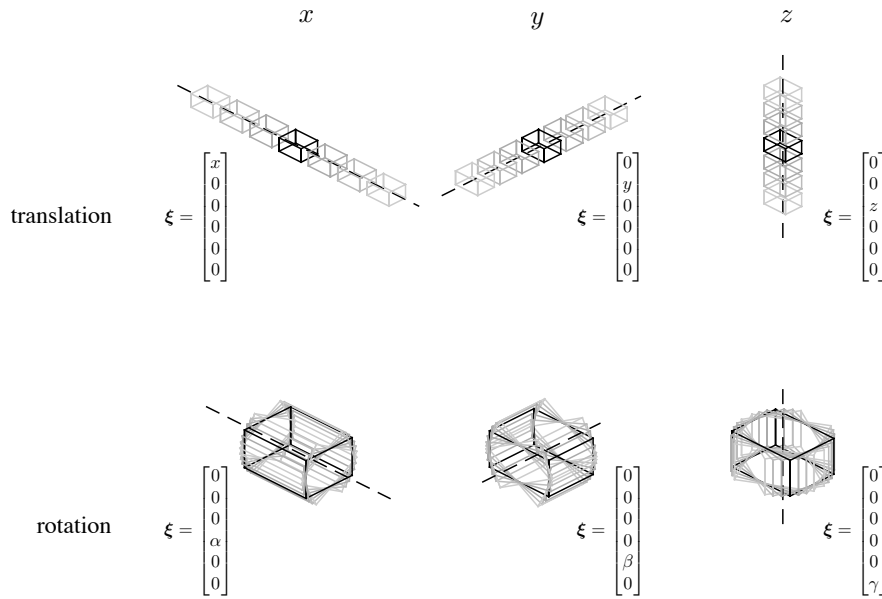 x y z
translation ξ = [x 0 0 0 0 0] ξ = [0 y 0 0 0 0] ξ = [0 0 z 0 0 0]
rotation ξ = [0 0 0 α 0 0] ξ = [0 0 0 0 β 0] ξ = [0 0 0 0 0 γ]